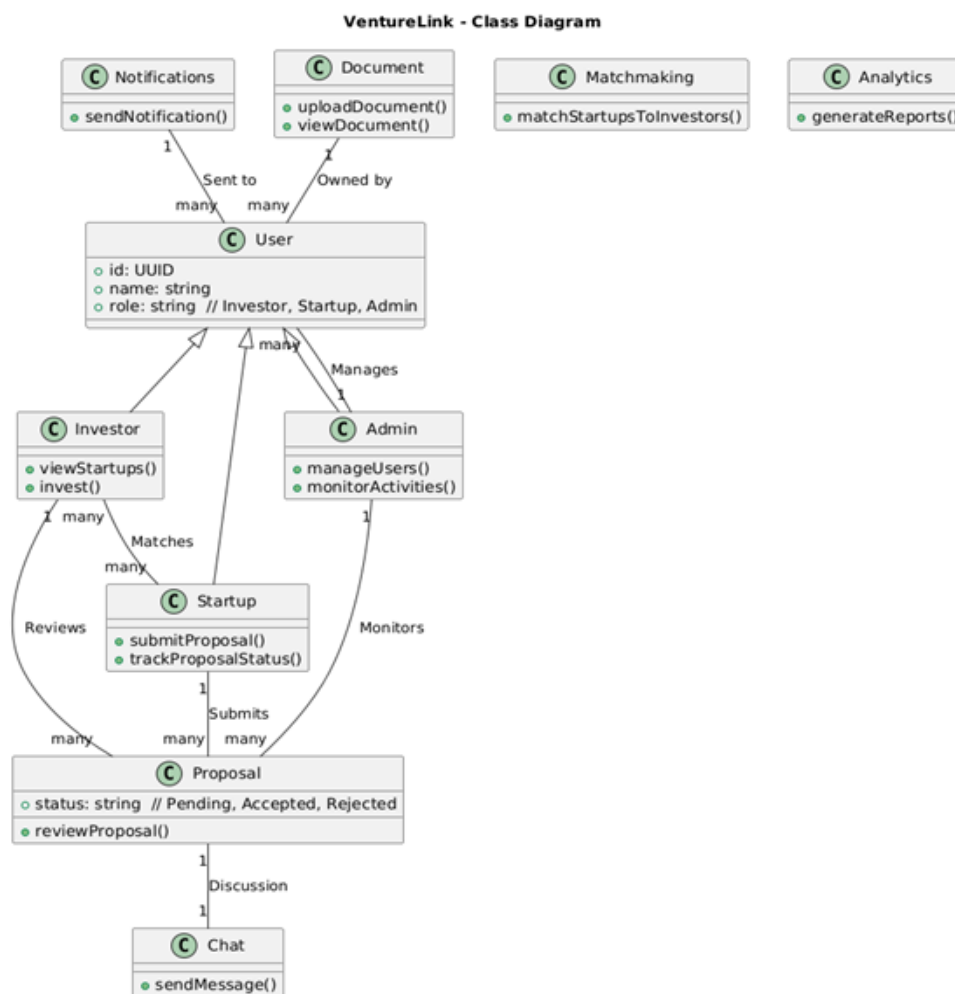 VentureLink - Class Diagram
C Notifications
sendNotification()
C Document
uploadDocument()
viewDocument()
C Matchmaking
matchStartupsToInvestors()
C Analytics
generateReports()
1
Sent to
many
1
Owned by
many
C User
id: UUID
name: string
role: string // Investor, Startup, Admin
many
Manages
1
C Investor
viewStartups()
invest()
C Admin
manageUsers()
monitorActivities()
1
many
Matches
many
1
C Startup
submitProposal()
trackProposalStatus()
Reviews
Monitors
1
Submits
many
many
many
C Proposal
status: string // Pending, Accepted, Rejected
reviewProposal()
1
Discussion
1
C Chat
sendMessage()